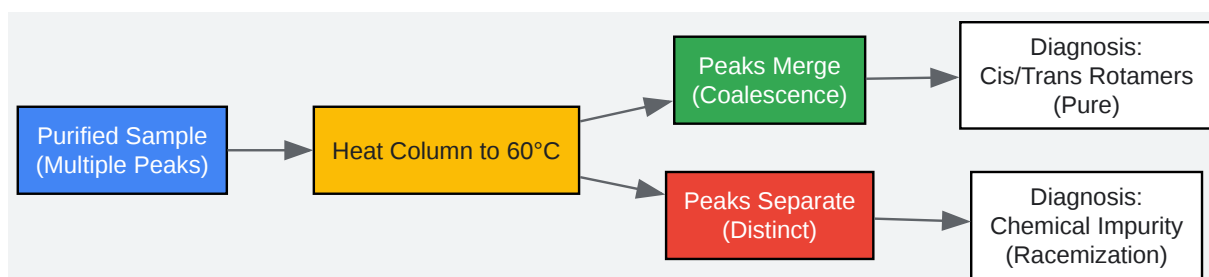 Purified Sample
(Multiple Peaks)
Heat Column to 60°C
Peaks Merge
(Coalescence)
Diagnosis:
Cis/Trans Rotamers
(Pure)
Peaks Separate
(Distinct)
Diagnosis:
Chemical Impurity
(Racemization)